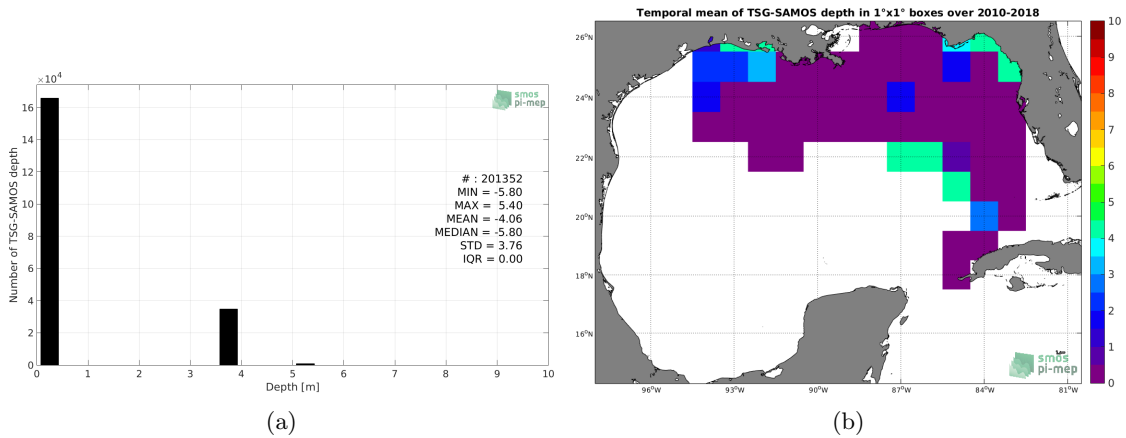 Temporal mean of TSG-SAMOS depth in 1°x1° boxes over 2010-2018
×10⁴
16
14
12
10
8
6
4
2
0
Number of TSG-SAMOS depth
smos
pi-mep
# : 201352
MIN = -5.80
MAX = 5.40
MEAN = -4.06
MEDIAN = -5.80
STD = 3.76
IQR = 0.00
0 1 2 3 4 5 6 7 8 9 10
Depth [m]
(a)
26°N
24°N
22°N
20°N
18°N
16°N
96°W 93°W 90°W 87°W 84°W 81°W
smos
pi-mep
10
9
8
7
6
5
4
3
2
1
0
(b)